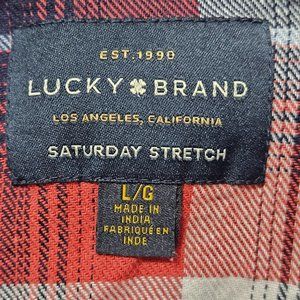 EST.1990
LUCKY BRAND
LOS ANGELES, CALIFORNIA
SATURDAY STRETCH
L/G
MADE IN
INDIA
FABRIQUÉ EN
INDE